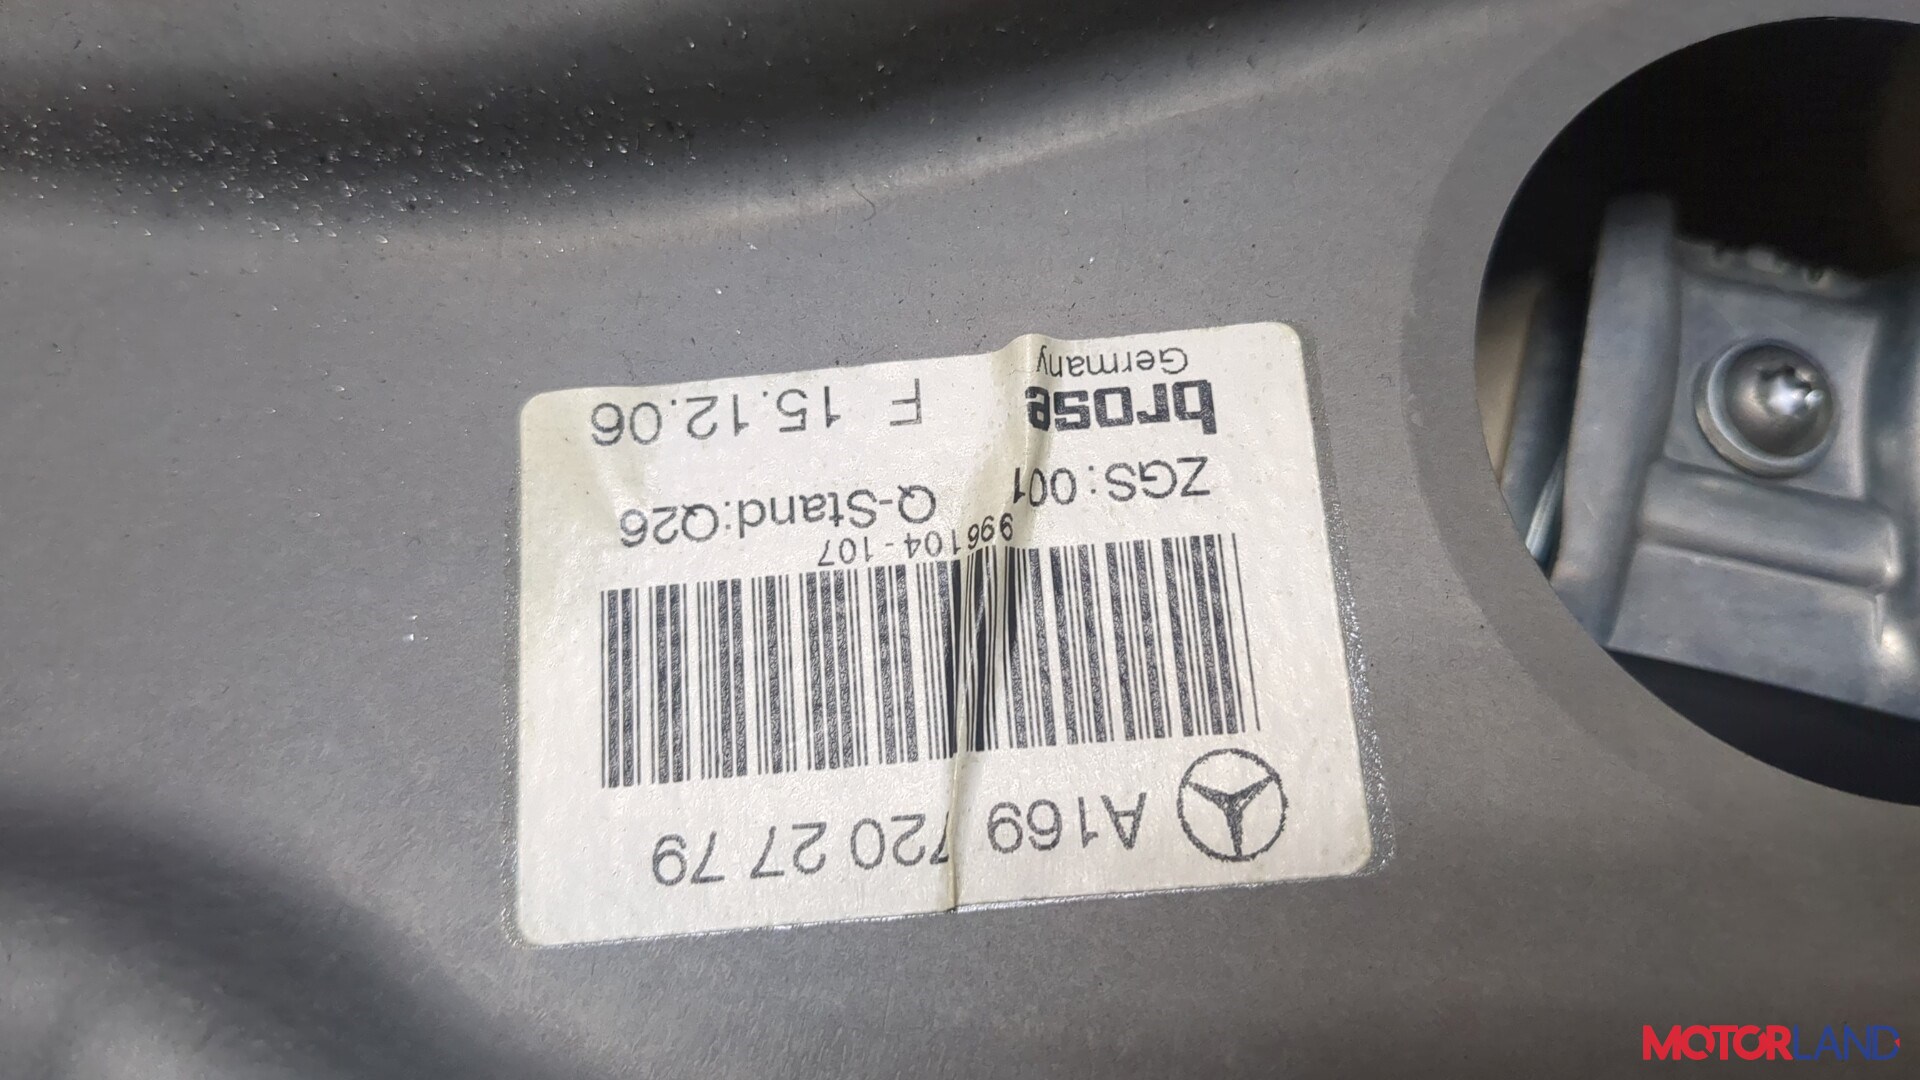 A169 720 27 79
996104-107
ZGS:001 Q-Stand:Q26
brose F 15.12.06
Germany
MOTORLAND